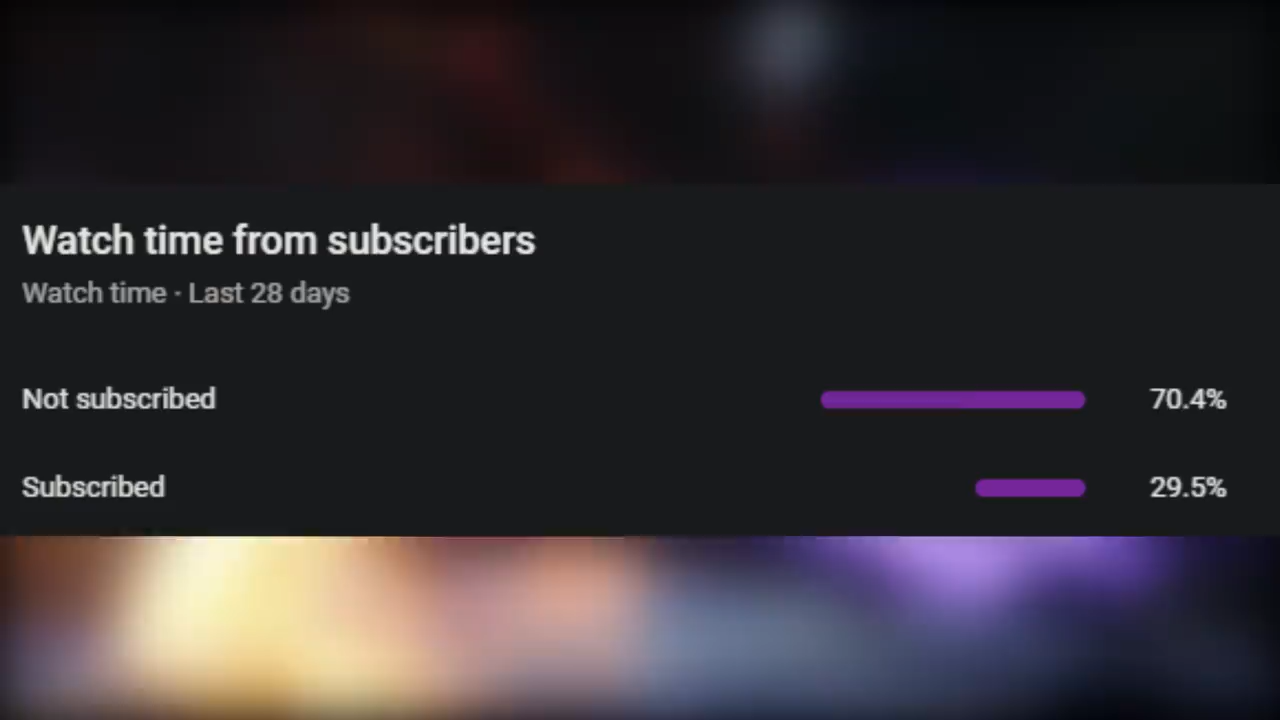 Watch time from subscribers
Watch time · Last 28 days
Not subscribed 70.4%
Subscribed 29.5%